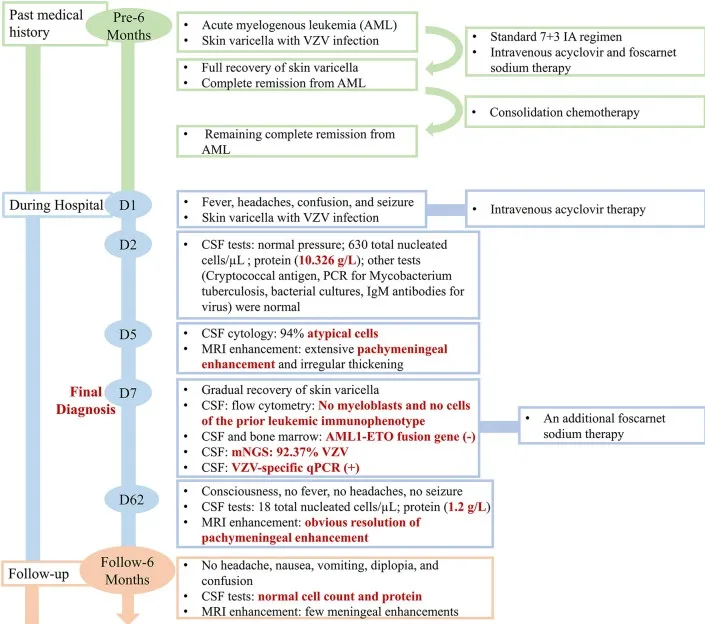 Past medical
history
Pre-6
Months
• Acute myelogenous leukemia (AML)
• Skin varicella with VZV infection
• Standard 7+3 IA regimen
• Intravenous acyclovir and foscarnet
sodium therapy
• Full recovery of skin varicella
• Complete remission from AML
• Consolidation chemotherapy
• Remaining complete remission from
AML
During Hospital
D1
• Fever, headaches, confusion, and seizure
• Skin varicella with VZV infection
• Intravenous acyclovir therapy
D2
• CSF tests: normal pressure; 630 total nucleated
cells/µL ; protein (10.326 g/L); other tests
(Cryptococcal antigen, PCR for Mycobacterium
tuberculosis, bacterial cultures, IgM antibodies for
virus) were normal
D5
• CSF cytology: 94% atypical cells
• MRI enhancement: extensive pachymeningeal
enhancement and irregular thickening
Final
Diagnosis
D7
• Gradual recovery of skin varicella
• CSF: flow cytometry: No myeloblasts and no cells
of the prior leukemic immunophenotype
• CSF and bone marrow: AML1-ETO fusion gene (-)
• CSF: mNGS: 92.37% VZV
• CSF: VZV-specific qPCR (+)
• An additional foscarnet
sodium therapy
D62
• Consciousness, no fever, no headaches, no seizure
• CSF tests: 18 total nucleated cells/µL; protein (1.2 g/L)
• MRI enhancement: obvious resolution of
pachymeningeal enhancement
Follow-up
Follow-6
Months
• No headache, nausea, vomiting, diplopia, and
confusion
• CSF tests: normal cell count and protein
• MRI enhancement: few meningeal enhancements